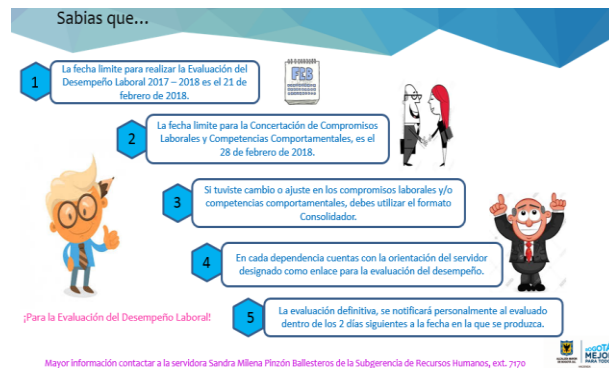 Sabias que...
1
La fecha limite para realizar la Evaluación del
Desempeño Laboral 2017 – 2018 es el 21 de
febrero de 2018.
FEB
2
La fecha limite para la Concertación de Compromisos
Laborales y Competencias Comportamentales, es el
28 de febrero de 2018.
3
Si tuviste cambio o ajuste en los compromisos laborales y/o
competencias comportamentales, debes utilizar el formato
Consolidador.
4
En cada dependencia cuentas con la orientación del servidor
designado como enlace para la evaluación del desempeño.
5
La evaluación definitiva, se notificará personalmente al evaluado
dentro de los 2 días siguientes a la fecha en la que se produzca.
¡Para la Evaluación del Desempeño Laboral!
Mayor información contactar a la servidora Sandra Milena Pinzón Ballesteros de la Subgerencia de Recursos Humanos, ext. 7170
BOGOTÁ
MEJOR
PARA TODOS